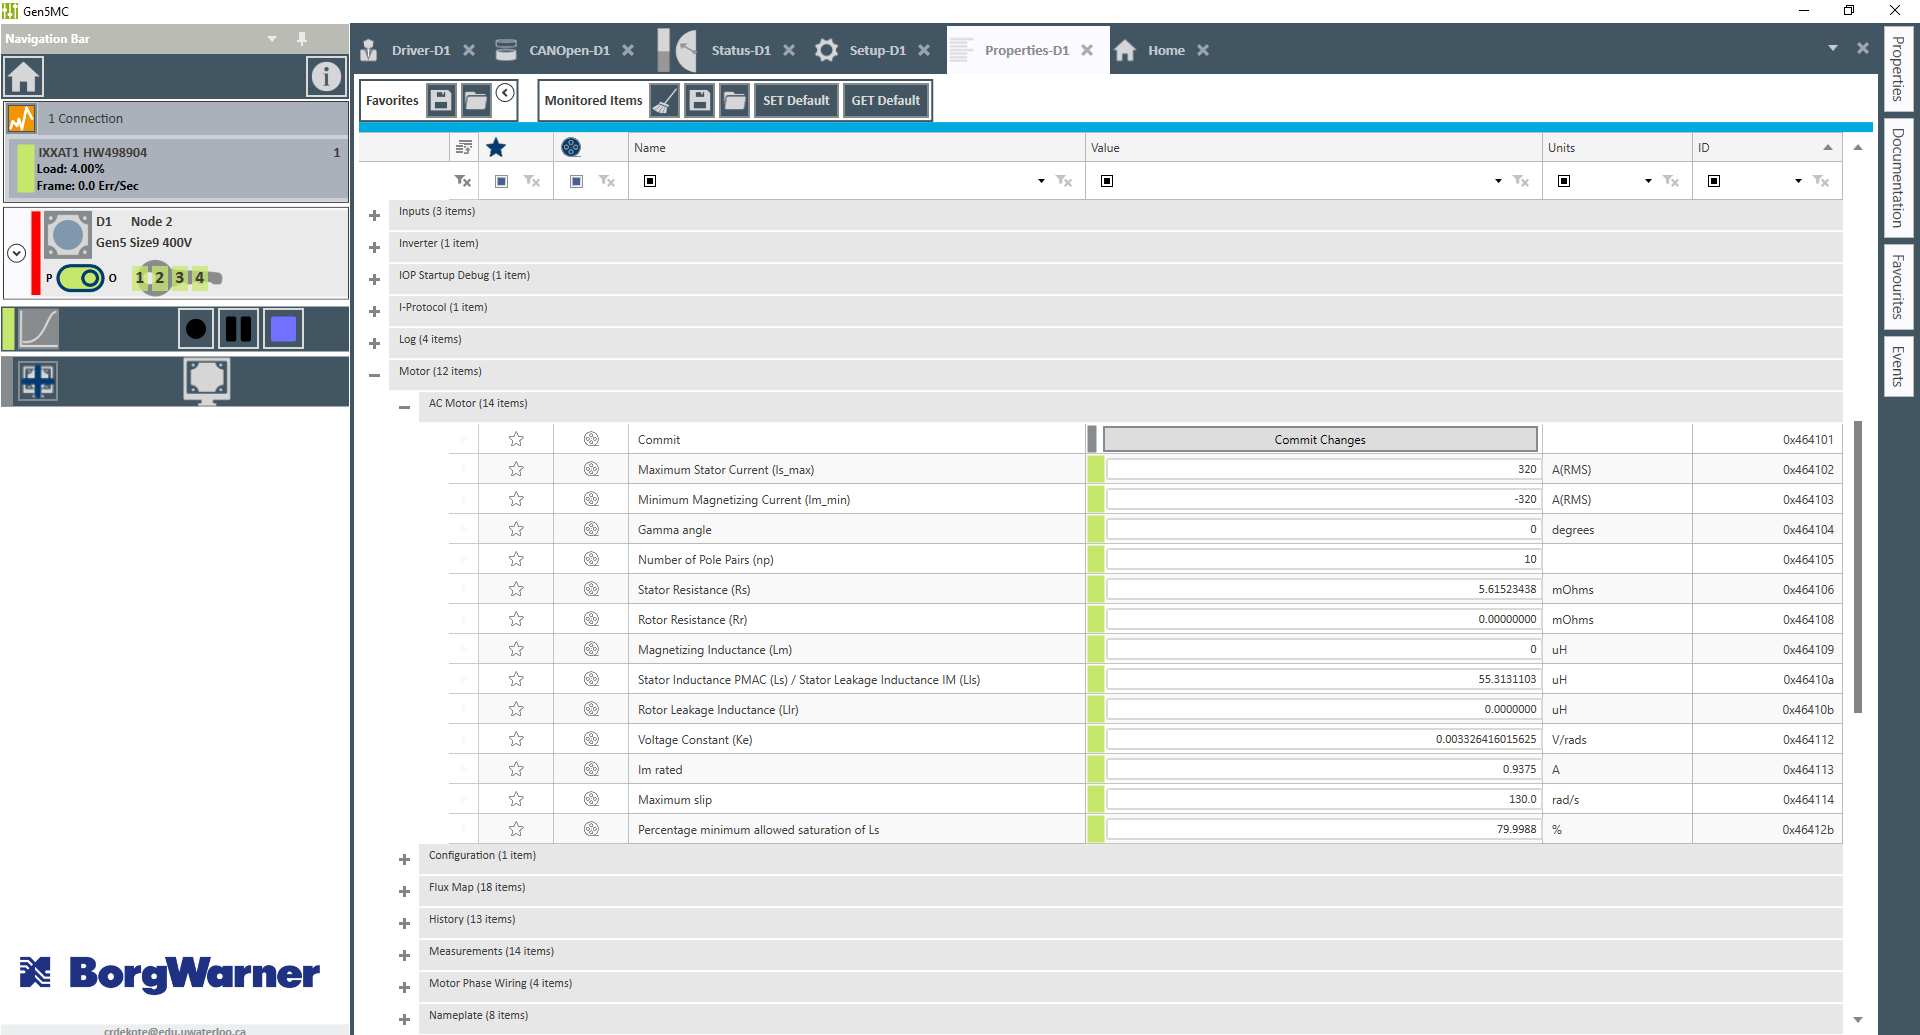 Gen5MC
Navigation Bar
1 Connection
IXXAT1 HW498904 1
Load: 4.00%
Frame: 0.0 Err/Sec
D1 Node 2
Gen5 Size9 400V
P O 1 2 3 4
BorgWarner
crdekote@edu.uwaterloo.ca
Driver-D1 CANOpen-D1 Status-D1 Setup-D1 Properties-D1 Home
Favorites Monitored Items SET Default GET Default
Name Value Units ID
Inputs (3 items)
Inverter (1 item)
IOP Startup Debug (1 item)
I-Protocol (1 item)
Log (4 items)
Motor (12 items)
AC Motor (14 items)
Commit Commit Changes 0x464101
Maximum Stator Current (Is_max) 320 A(RMS) 0x464102
Minimum Magnetizing Current (Im_min) -320 A(RMS) 0x464103
Gamma angle 0 degrees 0x464104
Number of Pole Pairs (np) 10 0x464105
Stator Resistance (Rs) 5.61523438 mOhms 0x464106
Rotor Resistance (Rr) 0.00000000 mOhms 0x464108
Magnetizing Inductance (Lm) 0 uH 0x464109
Stator Inductance PMAC (Ls) / Stator Leakage Inductance IM (Lls) 55.3131103 uH 0x46410a
Rotor Leakage Inductance (Llr) 0.0000000 uH 0x46410b
Voltage Constant (Ke) 0.003326416015625 V/rads 0x464112
Im rated 0.9375 A 0x464113
Maximum slip 130.0 rad/s 0x464114
Percentage minimum allowed saturation of Ls 79.9988 % 0x46412b
Configuration (1 item)
Flux Map (18 items)
History (13 items)
Measurements (14 items)
Motor Phase Wiring (4 items)
Nameplate (8 items)
Properties
Documentation
Favourites
Events